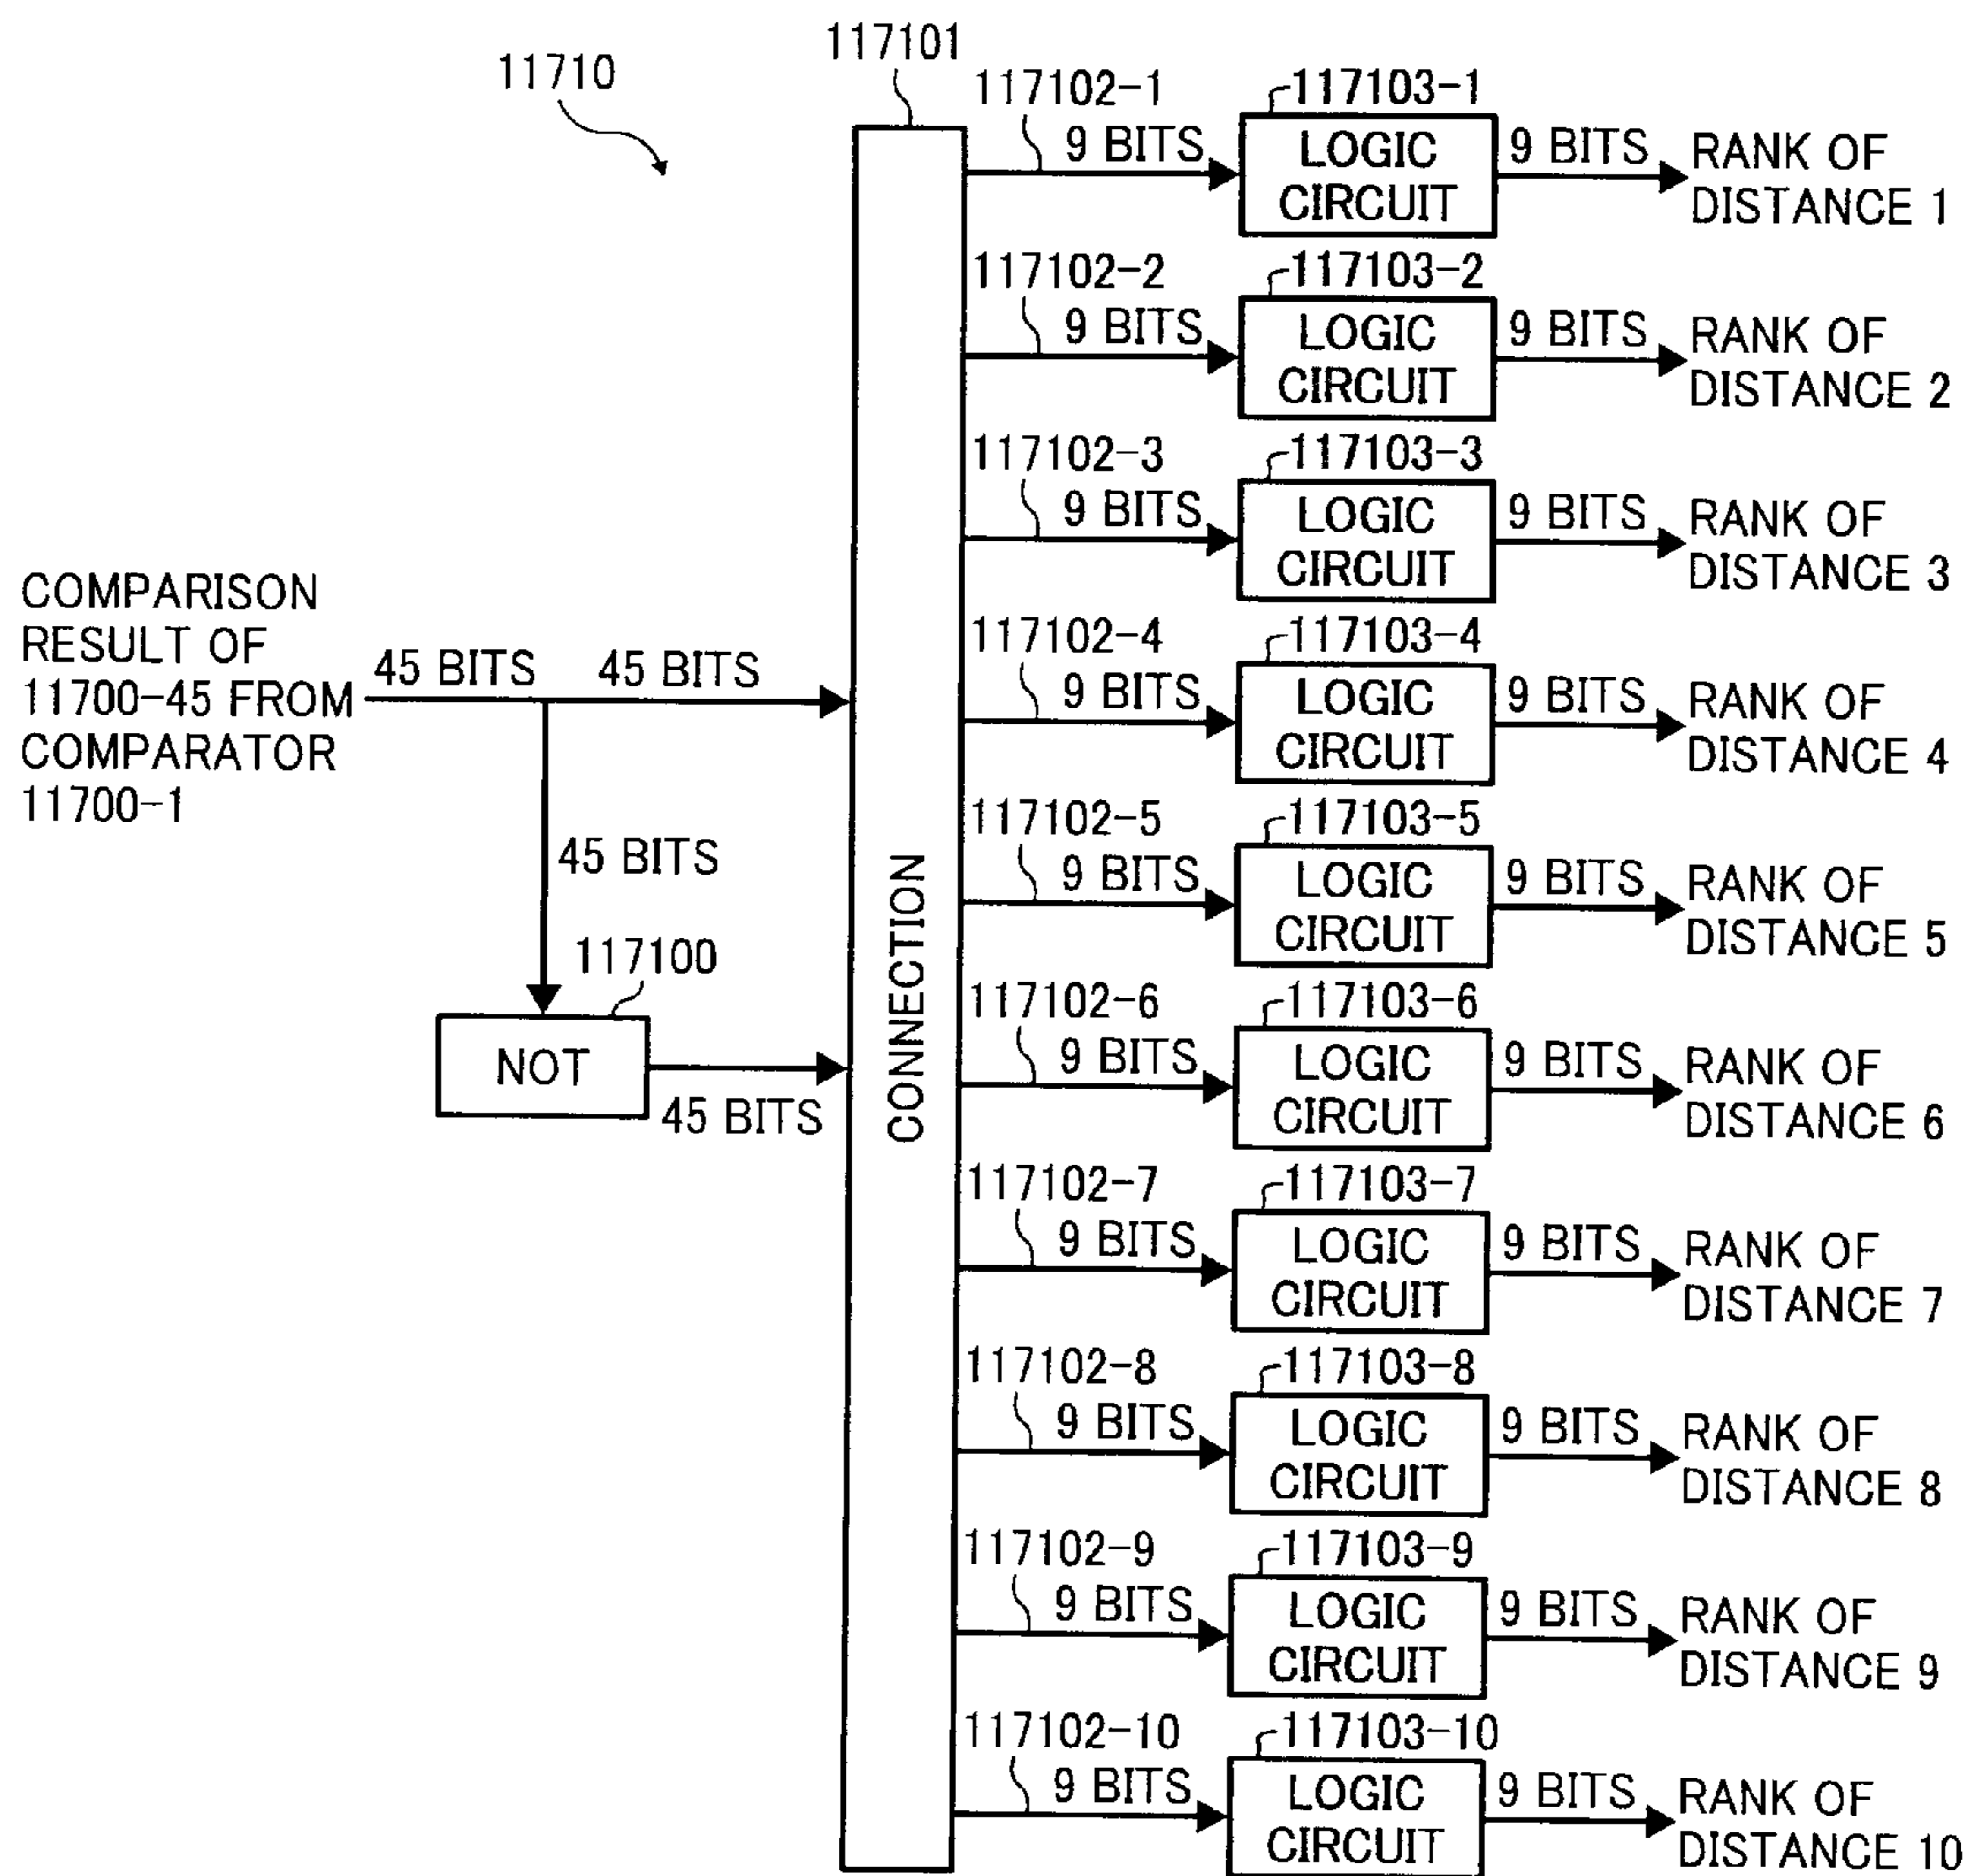 11710
117101
117102-1
9 BITS
117103-1
LOGIC
CIRCUIT
9 BITS
RANK OF
DISTANCE 1
117102-2
9 BITS
117103-2
LOGIC
CIRCUIT
9 BITS
RANK OF
DISTANCE 2
117102-3
9 BITS
117103-3
LOGIC
CIRCUIT
9 BITS
RANK OF
DISTANCE 3
COMPARISON
RESULT OF
11700-45 FROM
COMPARATOR
11700-1
45 BITS
45 BITS
45 BITS
117100
NOT
45 BITS
CONNECTION
117102-4
9 BITS
117103-4
LOGIC
CIRCUIT
9 BITS
RANK OF
DISTANCE 4
117102-5
9 BITS
117103-5
LOGIC
CIRCUIT
9 BITS
RANK OF
DISTANCE 5
117102-6
9 BITS
117103-6
LOGIC
CIRCUIT
9 BITS
RANK OF
DISTANCE 6
117102-7
9 BITS
117103-7
LOGIC
CIRCUIT
9 BITS
RANK OF
DISTANCE 7
117102-8
9 BITS
117103-8
LOGIC
CIRCUIT
9 BITS
RANK OF
DISTANCE 8
117102-9
9 BITS
117103-9
LOGIC
CIRCUIT
9 BITS
RANK OF
DISTANCE 9
117102-10
9 BITS
117103-10
LOGIC
CIRCUIT
9 BITS
RANK OF
DISTANCE 10